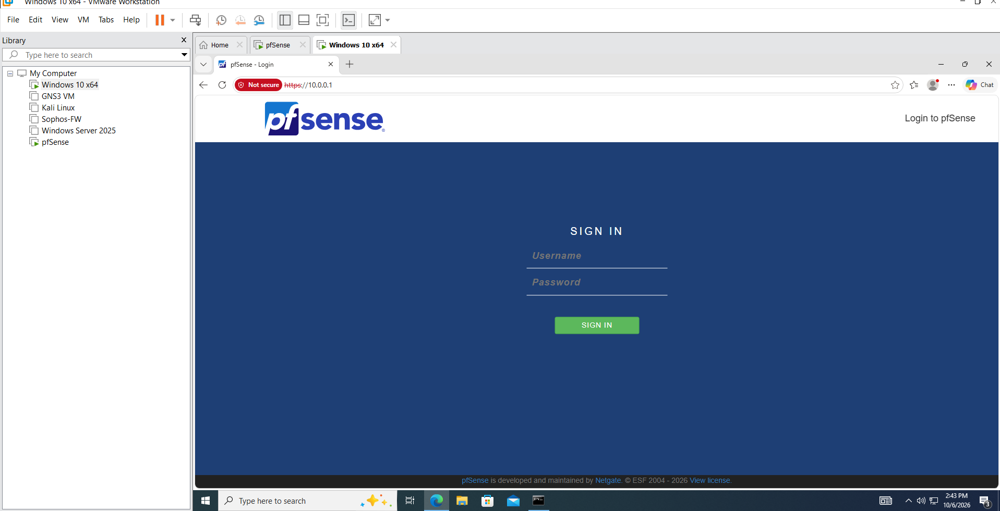 Windows 10 x64 - VMware Workstation
File Edit View VM Tabs Help
Library
Type here to search
My Computer
Windows 10 x64
GNS3 VM
Kali Linux
Sophos-FW
Windows Server 2025
pfSense
Home
pfSense
Windows 10 x64
pfSense - Login
Not secure
https://10.0.0.1
Chat
pfsense
Login to pfSense
SIGN IN
Username
Password
SIGN IN
pfSense is developed and maintained by Netgate. © ESF 2004 - 2026 View license.
Type here to search
2:43 PM
10/6/2026
3